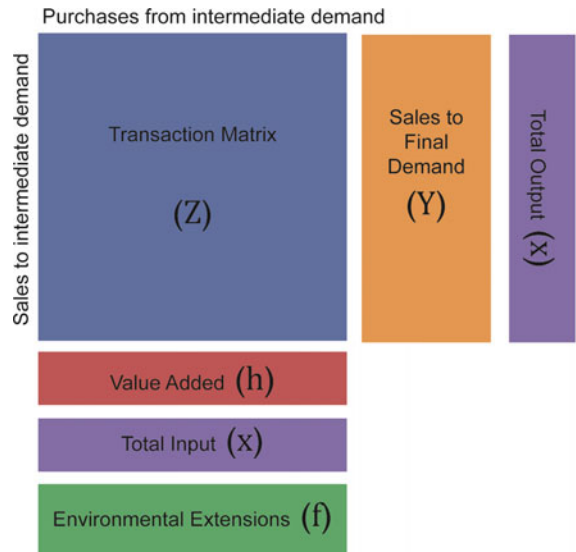 Purchases from intermediate demand
Sales to intermediate demand
Transaction Matrix
(Z)
Sales to
Final
Demand
(Y)
Total Output (x)
Value Added (h)
Total Input (x)
Environmental Extensions (f)